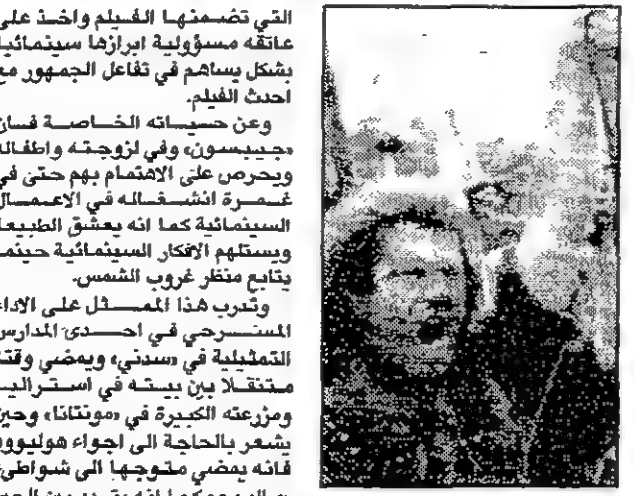 التي تضمنها الفيلم واخذ على
عاتقه مسؤولية ابرازها سينمائيا
بشكل يساهم في تفاعل الجمهور مع
احدث الفيلم.
وعن حسياته الخاصة فسان
«جيبسون» وفي لزوجته واطفاله
ويحرص على الاهتمام بهم حتى في
غمرة انشغاله في الاعمال
السينمائية كما انه يعشق الطبيعة
ويستلهم الافكار السينمائية حينما
يتابع منظر غروب الشمس.
وتدرب هذا الممثل على الاداء
المسرحي في احدى المدارس
التمثيلية في «سدني» ويمضي وقته
متنقلا بين بيته في استراليا
ومزرعته الكبيرة في «مونتانا» وحين
يشعر بالحاجة الى اجواء هوليوود
فانه يمضي متوجها الى شواطئ